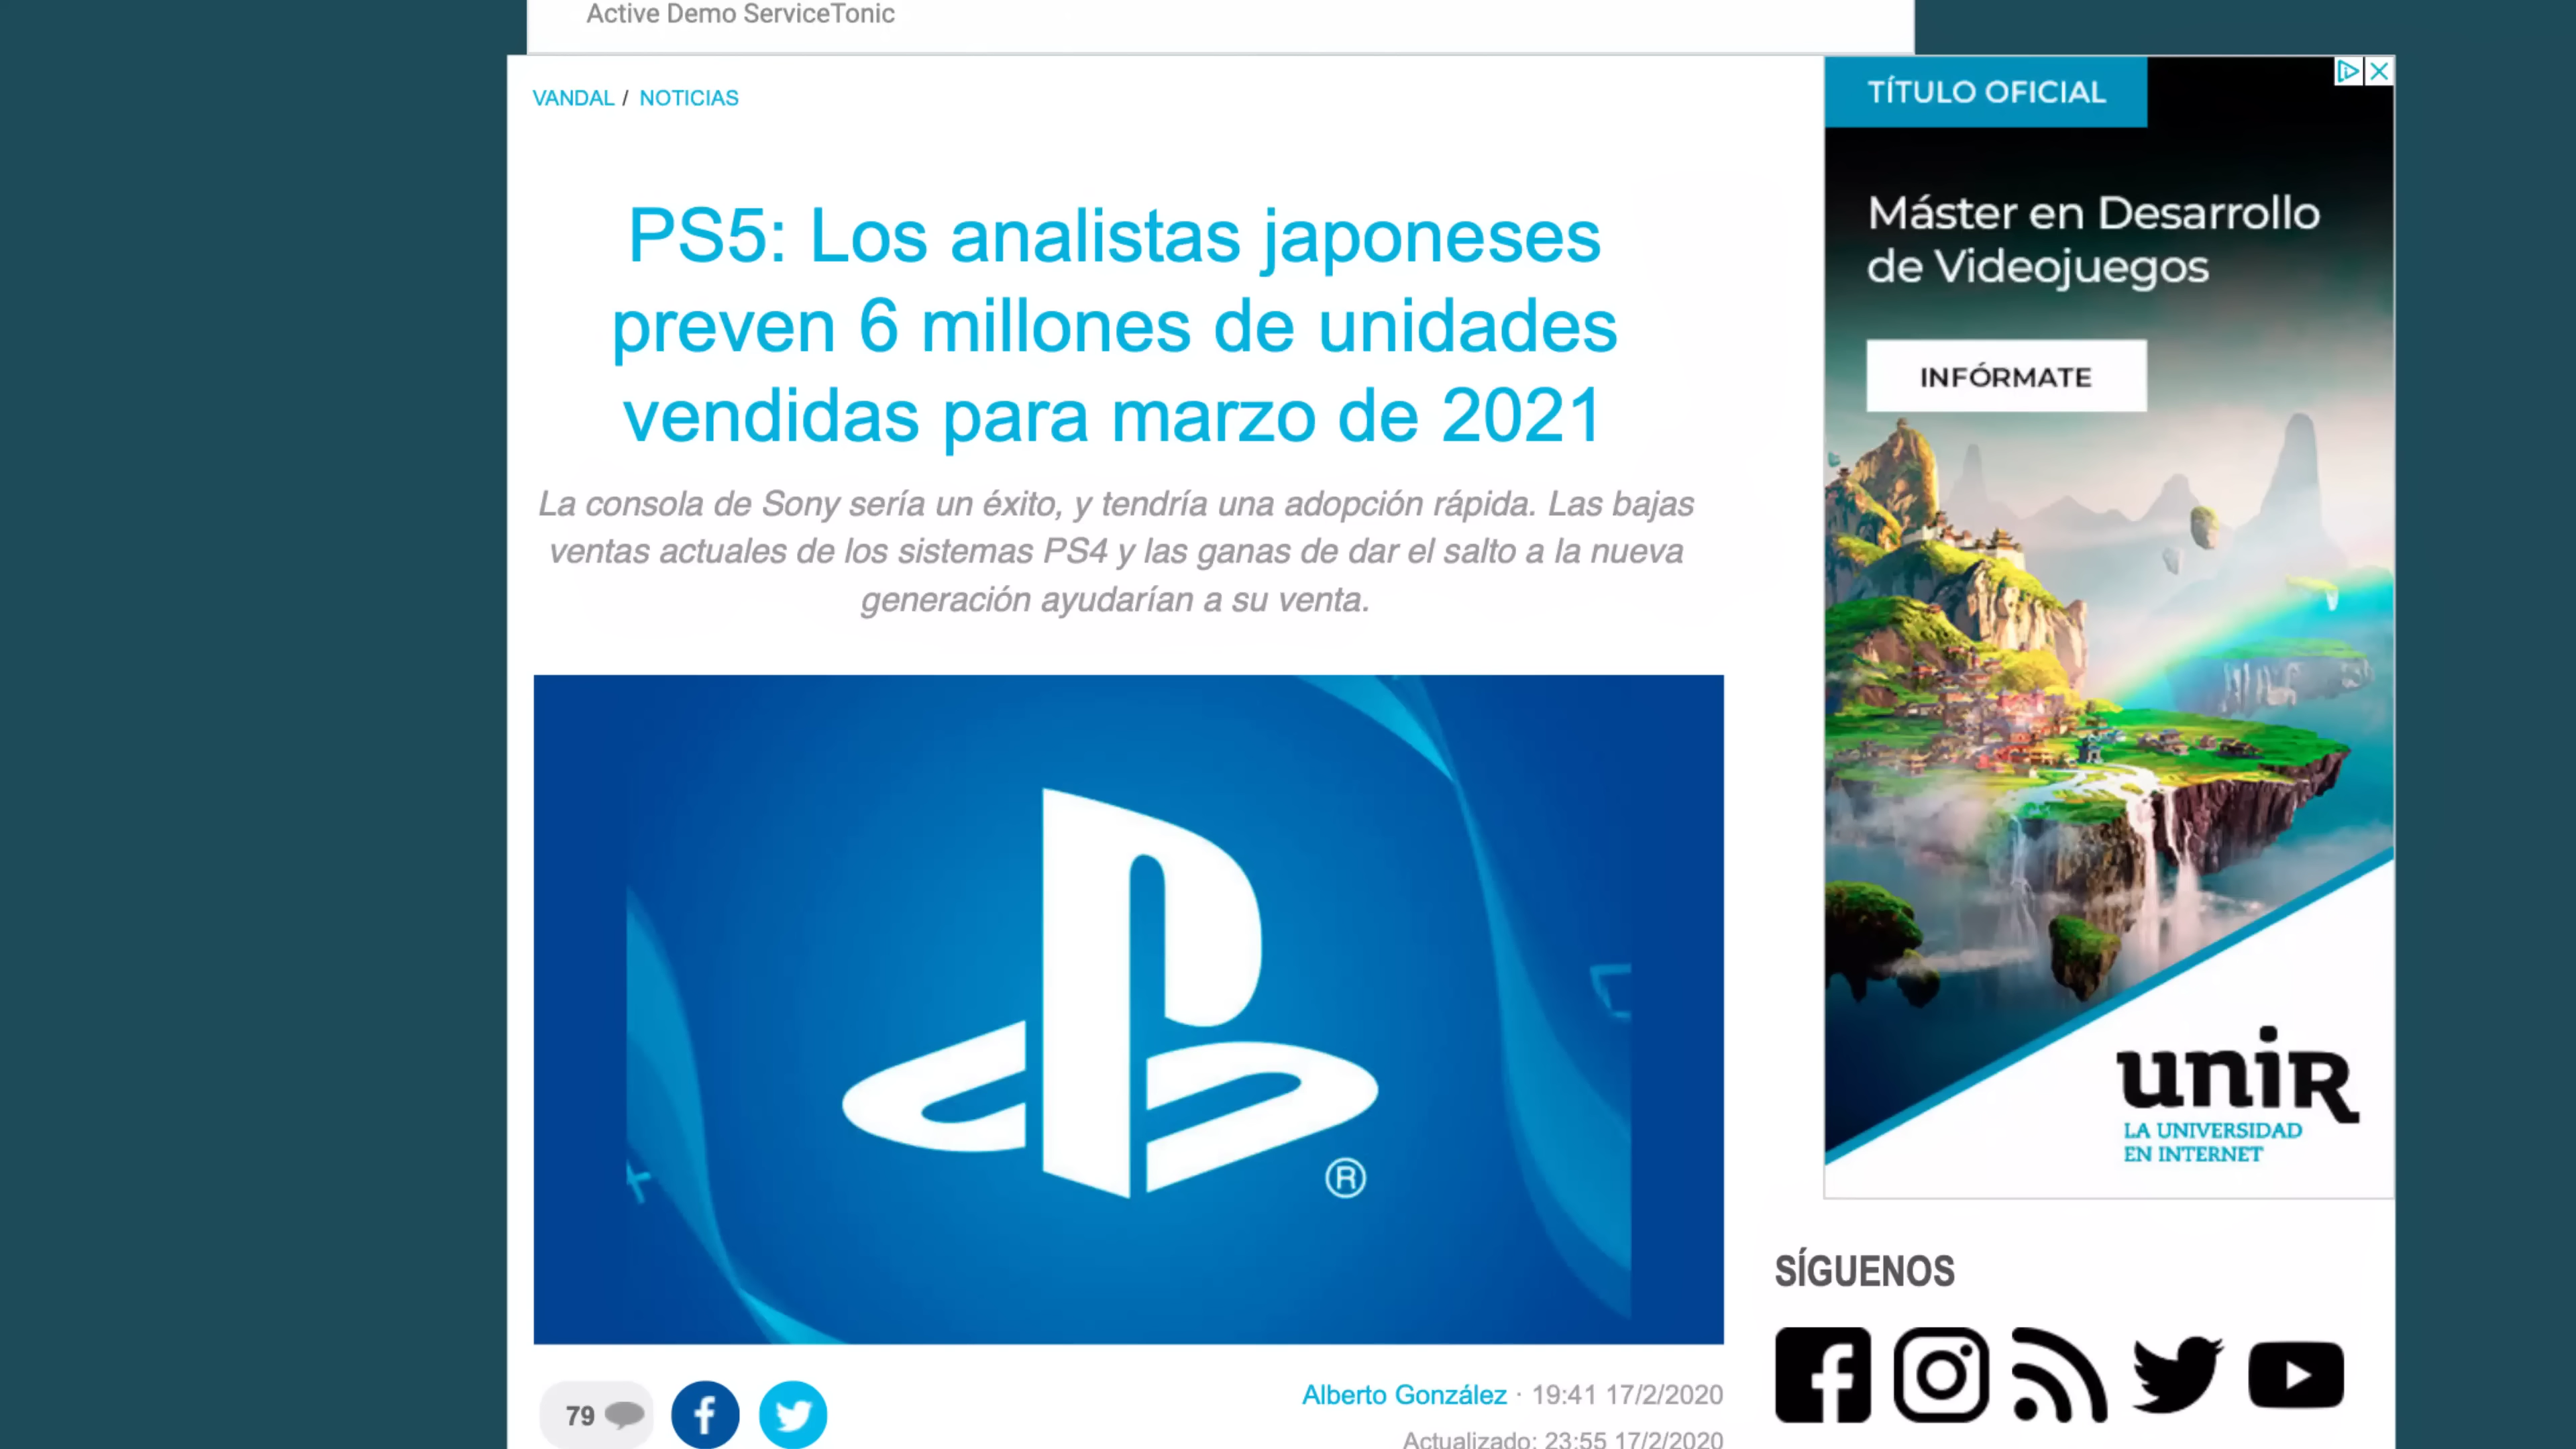 Active Demo ServiceTonic
VANDAL / NOTICIAS
PS5: Los analistas japoneses
preven 6 millones de unidades
vendidas para marzo de 2021
La consola de Sony sería un éxito, y tendría una adopción rápida. Las bajas
ventas actuales de los sistemas PS4 y las ganas de dar el salto a la nueva
generación ayudarían a su venta.
®
79
Alberto González · 19:41 17/2/2020
Actualizado: 23:55 17/2/2020
TÍTULO OFICIAL
Máster en Desarrollo
de Videojuegos
INFÓRMATE
uniR
LA UNIVERSIDAD
EN INTERNET
SÍGUENOS